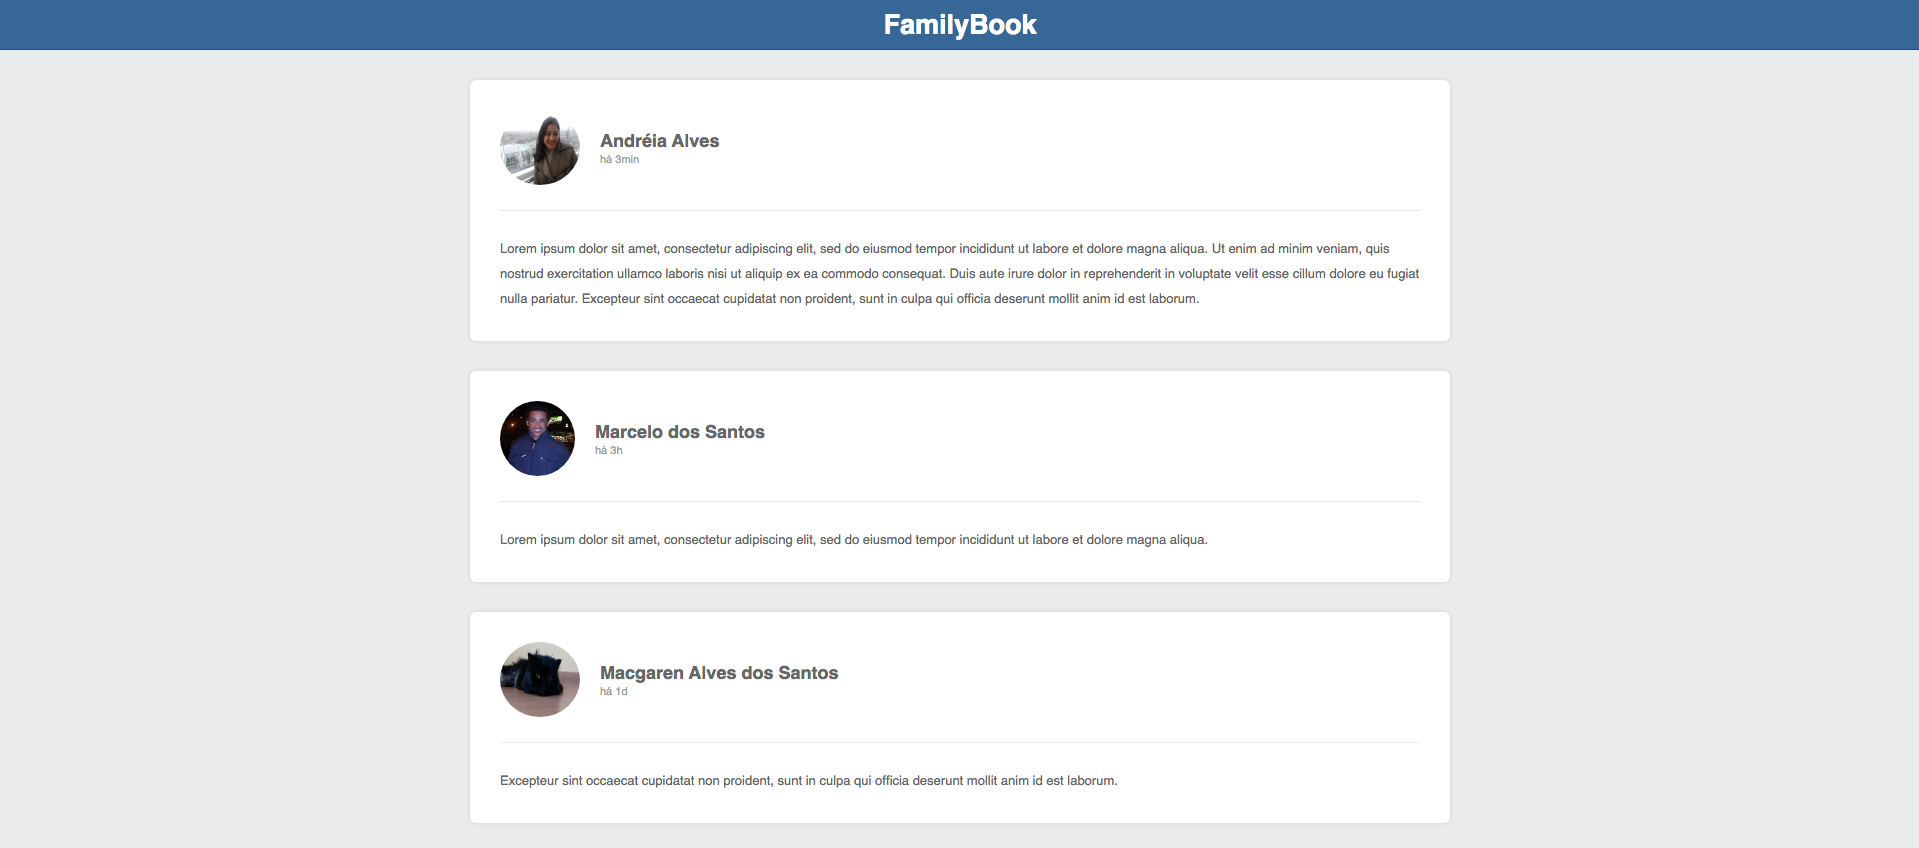 FamilyBook
Andréia Alves
há 3min
Lorem ipsum dolor sit amet, consectetur adipiscing elit, sed do eiusmod tempor incididunt ut labore et dolore magna aliqua. Ut enim ad minim veniam, quis
nostrud exercitation ullamco laboris nisi ut aliquip ex ea commodo consequat. Duis aute irure dolor in reprehenderit in voluptate velit esse cillum dolore eu fugiat
nulla pariatur. Excepteur sint occaecat cupidatat non proident, sunt in culpa qui officia deserunt mollit anim id est laborum.
Marcelo dos Santos
há 3h
Lorem ipsum dolor sit amet, consectetur adipiscing elit, sed do eiusmod tempor incididunt ut labore et dolore magna aliqua.
Macgaren Alves dos Santos
há 1d
Excepteur sint occaecat cupidatat non proident, sunt in culpa qui officia deserunt mollit anim id est laborum.